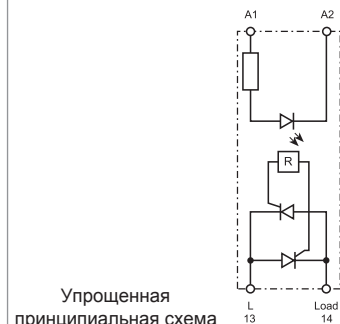 A1 A2
R
Упрощенная
принципиальная схема
L Load
13 14